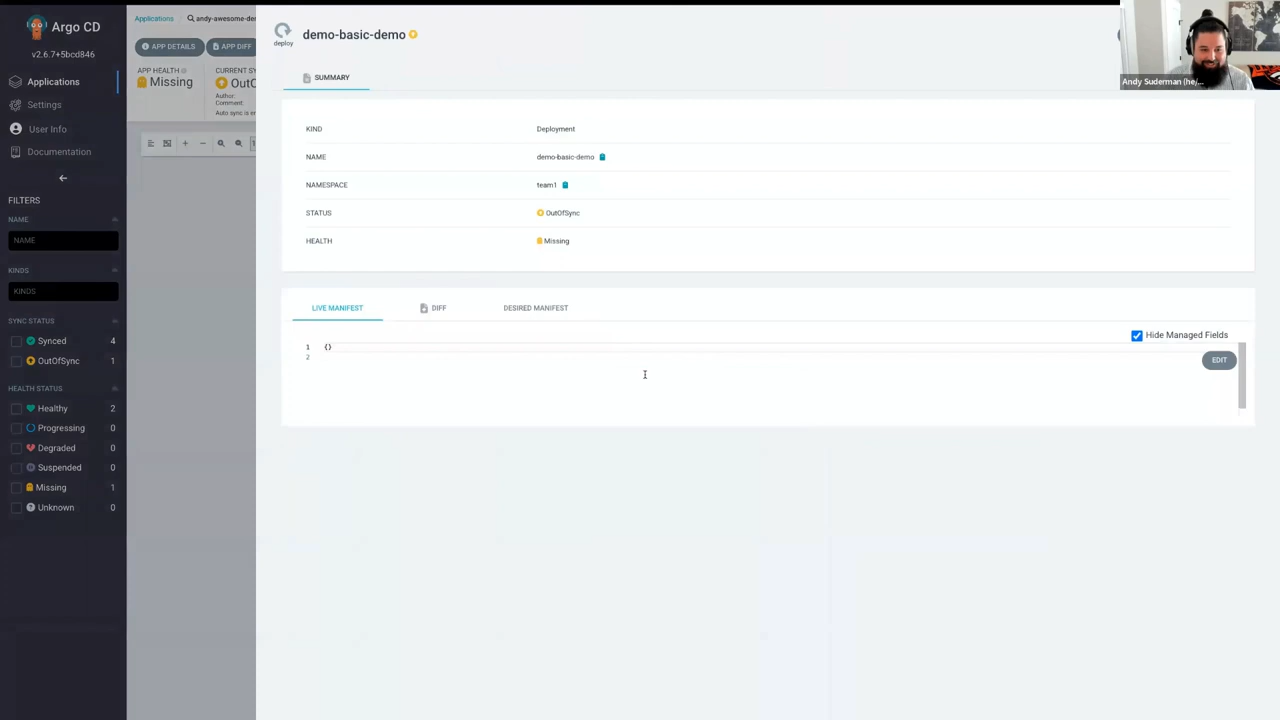 Argo CD
v2.6.7+5bcd846
Applications
Settings
User Info
Documentation
FILTERS
NAME
NAME
KINDS
KINDS
SYNC STATUS
Synced 4
OutOfSync 1
HEALTH STATUS
Healthy 2
Progressing 0
Degraded 0
Suspended 0
Missing 1
Unknown 0
Applications andy-awesome-de
APP DETAILS APP DIFF
APP HEALTH CURRENT SY
Missing OutO
Author:
Comment:
Auto sync is en
deploy
demo-basic-demo
SUMMARY
KIND Deployment
NAME demo-basic-demo
NAMESPACE team1
STATUS OutOfSync
HEALTH Missing
LIVE MANIFEST DIFF DESIRED MANIFEST
Hide Managed Fields
EDIT
1 {}
2
Andy Suderman (he/...